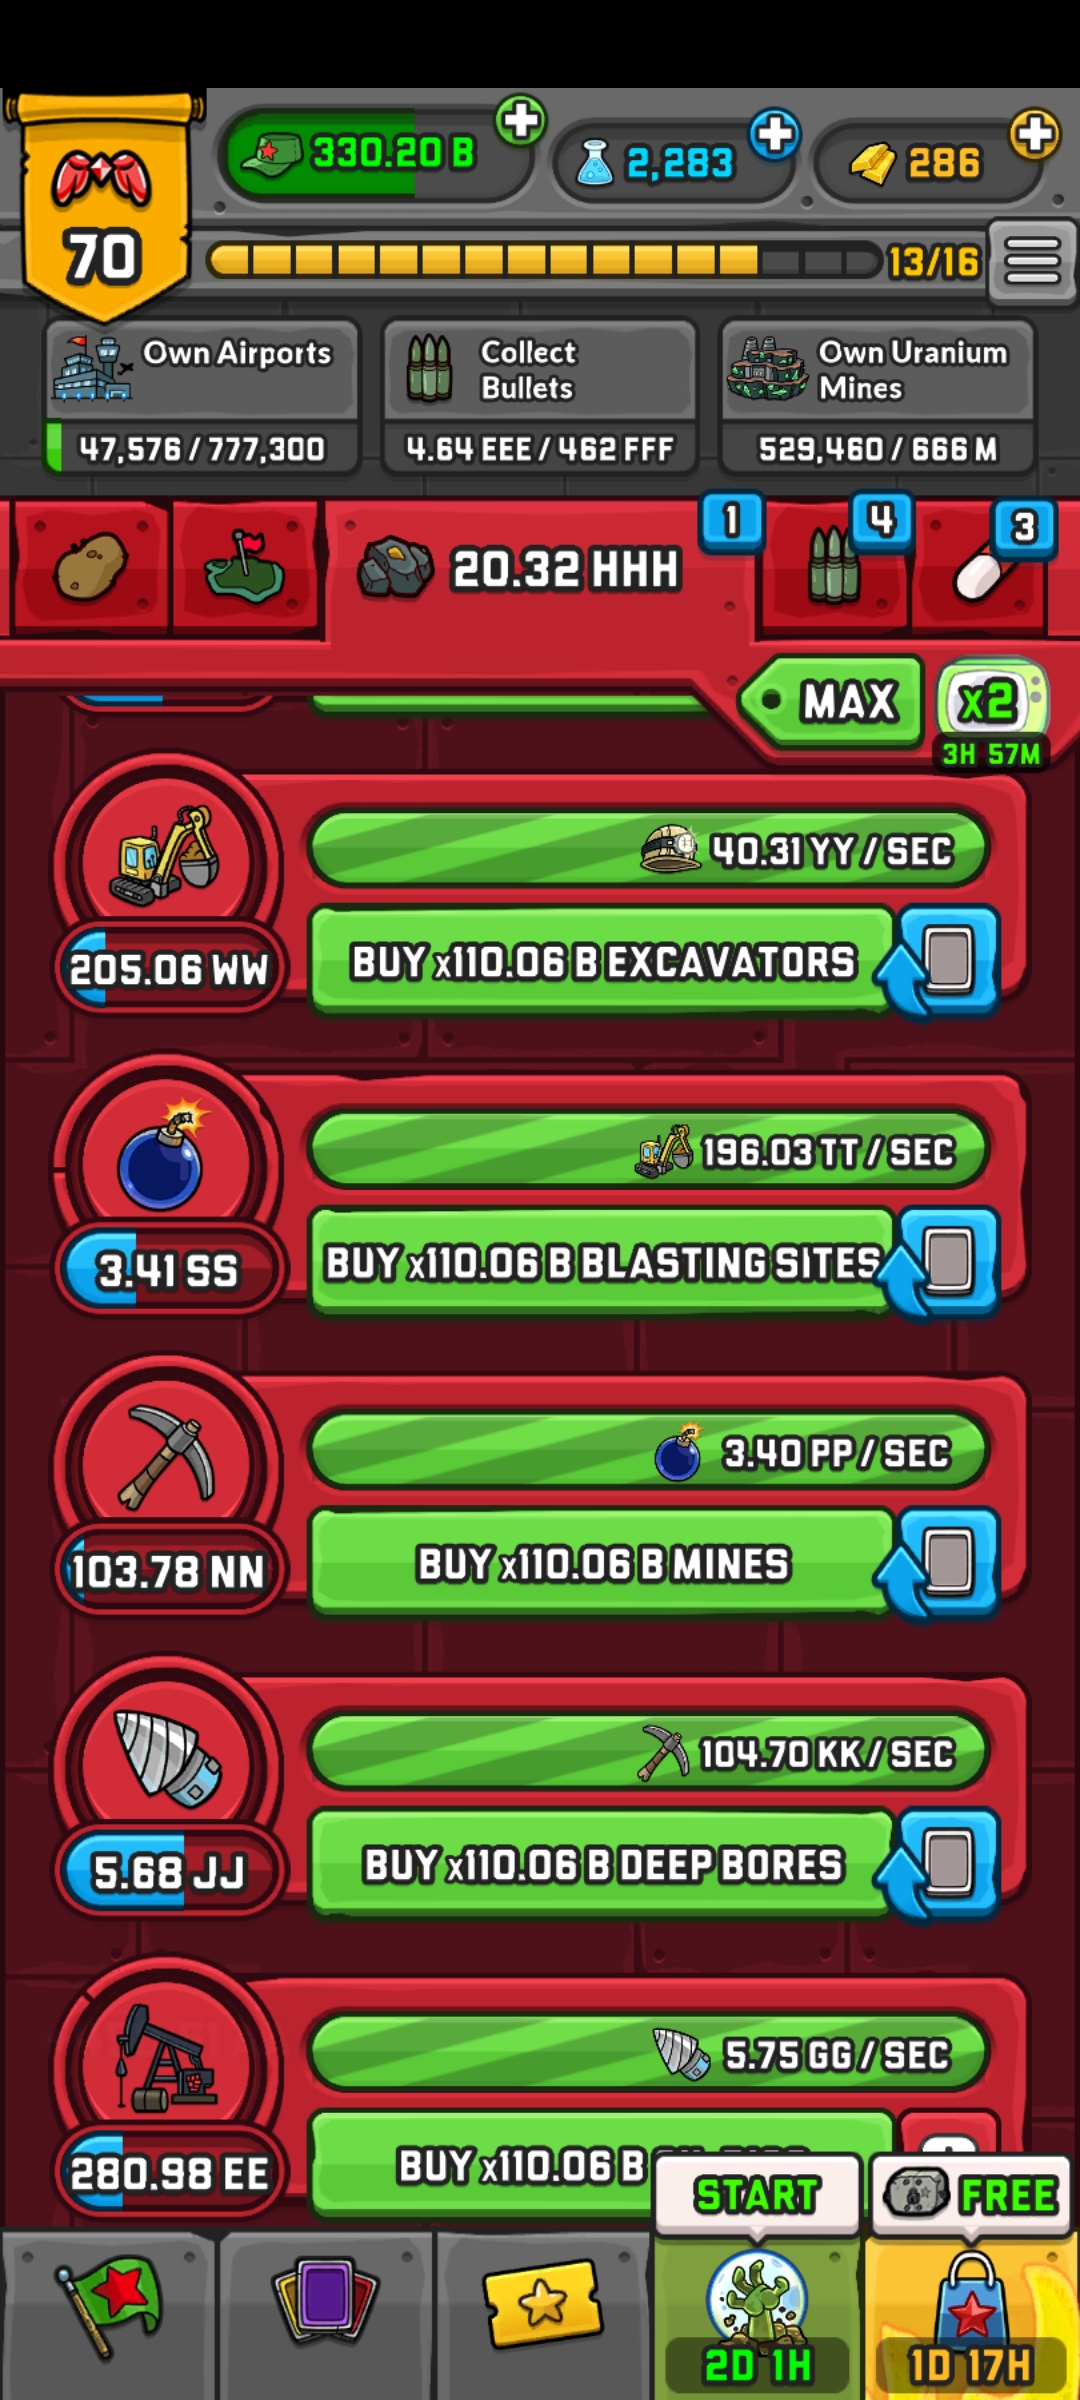 330.20 B
2,283
286
70
13/16
Own Airports
47,576 / 777,300
Collect
Bullets
4.64 EEE / 462 FFF
Own Uranium
Mines
529,460 / 666 M
20.32 HHH
1
4
3
MAX
x2
3H 57M
40.31 YY / SEC
205.06 WW
BUY x110.06 B EXCAVATORS
196.03 TT / SEC
3.41 SS
BUY x110.06 B BLASTING SITES
3.40 PP / SEC
103.78 NN
BUY x110.06 B MINES
104.70 KK / SEC
5.68 JJ
BUY x110.06 B DEEP BORES
5.75 GG / SEC
280.98 EE
BUY x110.06 B
START
FREE
2D 1H
1D 17H